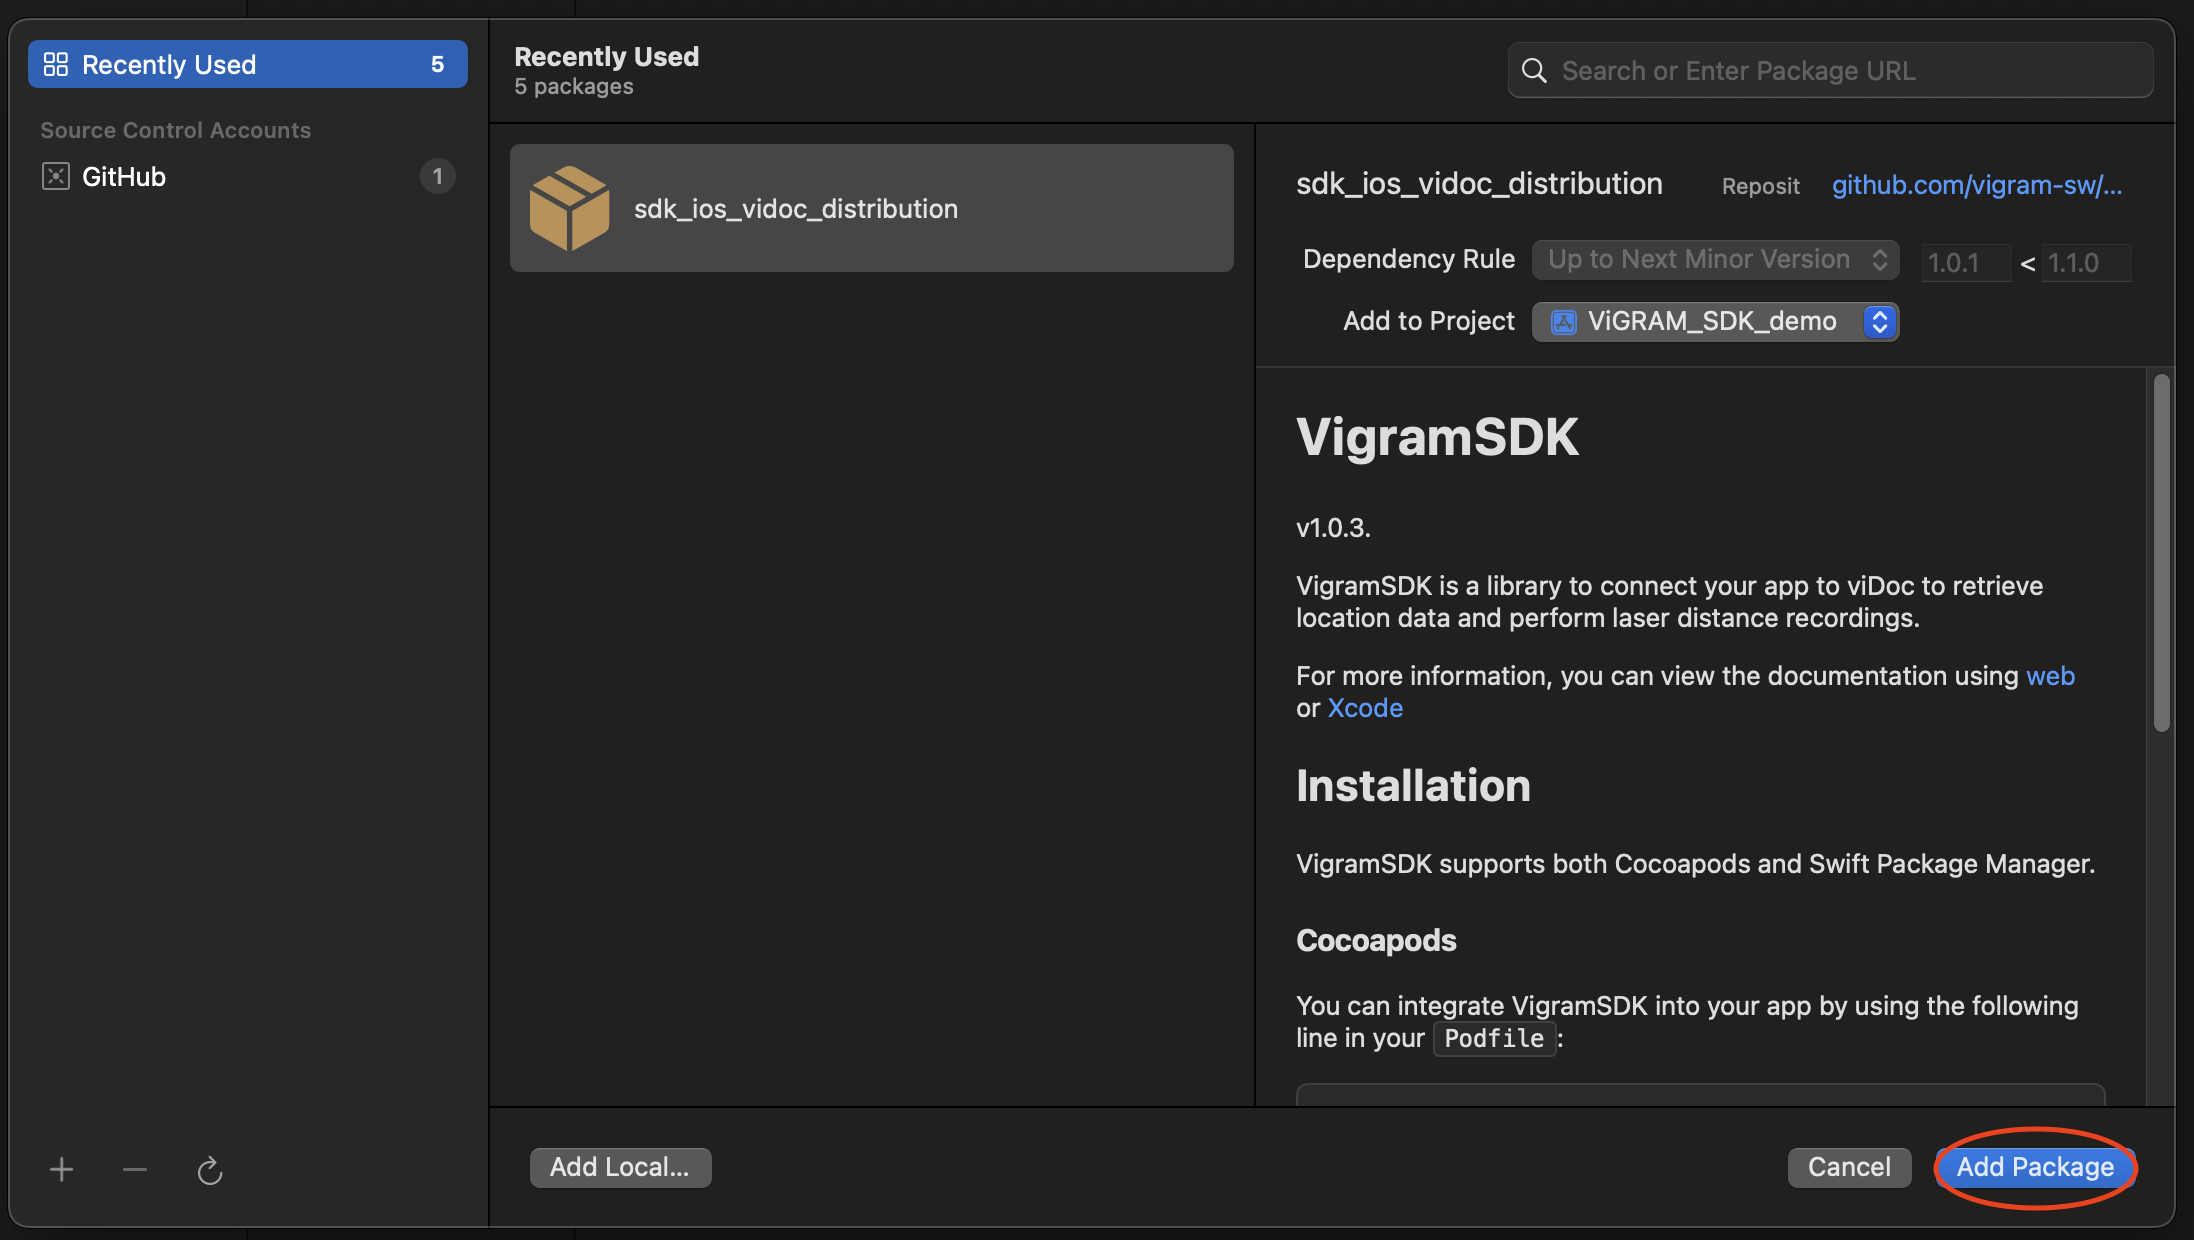 Recently Used 5
Source Control Accounts
GitHub 1
Recently Used
5 packages
Search or Enter Package URL
sdk_ios_vidoc_distribution
sdk_ios_vidoc_distribution Reposit github.com/vigram-sw/...
Dependency Rule Up to Next Minor Version 1.0.1 < 1.1.0
Add to Project ViGRAM_SDK_demo
VigramSDK
v1.0.3.
VigramSDK is a library to connect your app to viDoc to retrieve
location data and perform laser distance recordings.
For more information, you can view the documentation using web
or Xcode
Installation
VigramSDK supports both Cocoapods and Swift Package Manager.
Cocoapods
You can integrate VigramSDK into your app by using the following
line in your Podfile:
Add Local... Cancel Add Package